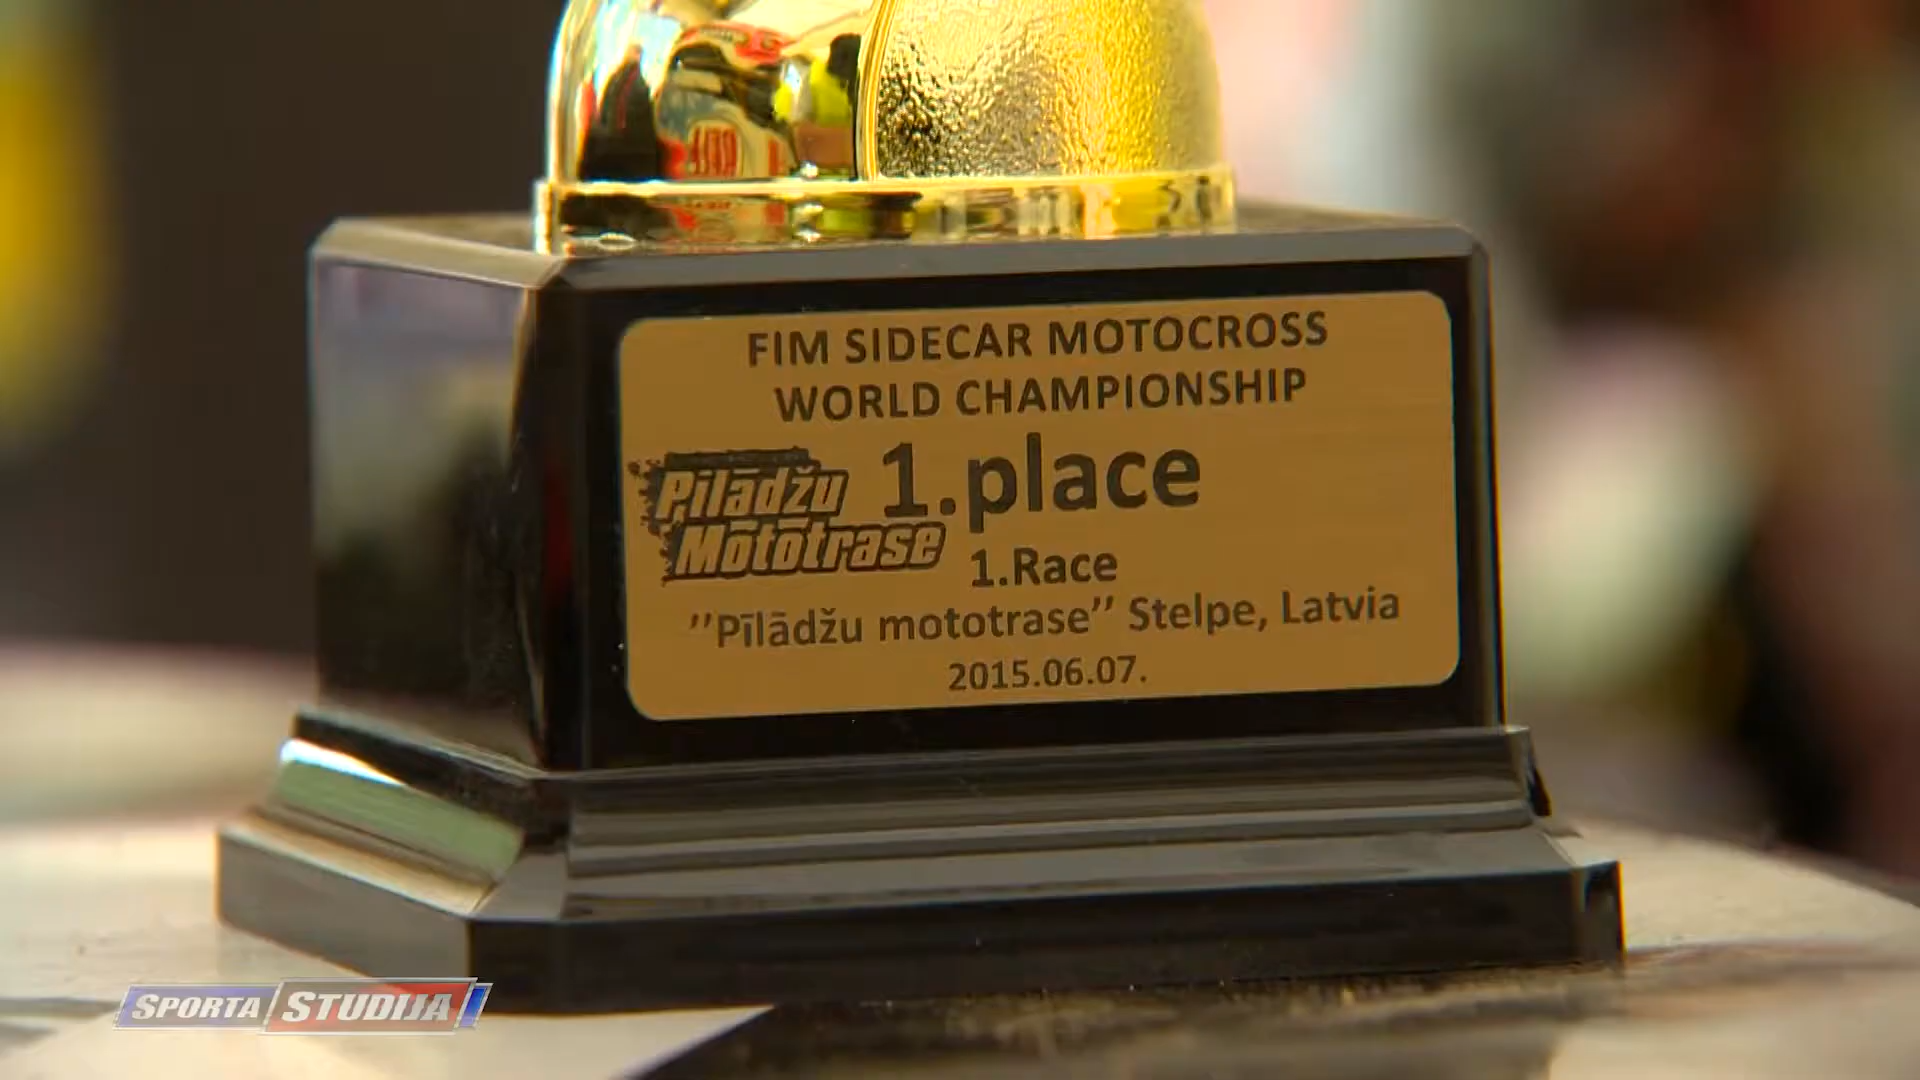 FIM SIDECAR MOTOCROSS
WORLD CHAMPIONSHIP
Pilādžu
Mōtōtrase
1.place
1.Race
’’Pīlādžu mototrase’’ Stelpe, Latvia
2015.06.07.
SPORTA STUDIJA